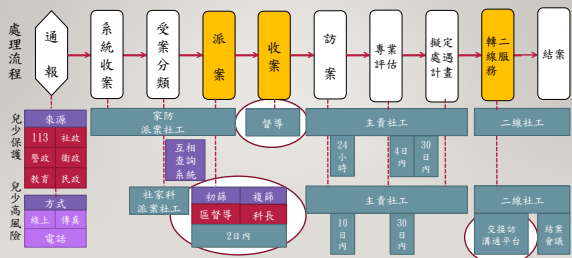 處理流程
通報
系統收案
受案分類
派案
收案
訪案
專業評估
擬定處遇計畫
轉二線服務
結案
兒少保護
來源
113 社政
警政 衛政
教育 民政
家防
派案社工
督導
主責社工
二線社工
互相
查詢
系統
24小時
4日內
30日內
兒少高風險
方式
線上 傳真
電話
社家科
派案社工
初篩 複篩
區督導 科長
2日內
主責社工
10日內
30日內
二線社工
交接訪
溝通平台
結案
會議